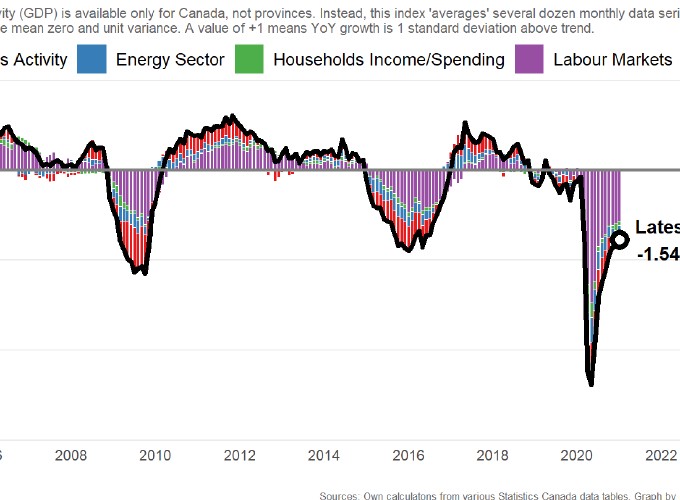 vity (GDP) is available only for Canada, not provinces. Instead, this index 'averages' several dozen monthly data seri
e mean zero and unit variance. A value of +1 means YoY growth is 1 standard deviation above trend.
s Activity Energy Sector Households Income/Spending Labour Markets
Lates
-1.54
6 2008 2010 2012 2014 2016 2018 2020 2022
Sources: Own calculatons from various Statistics Canada data tables. Graph by